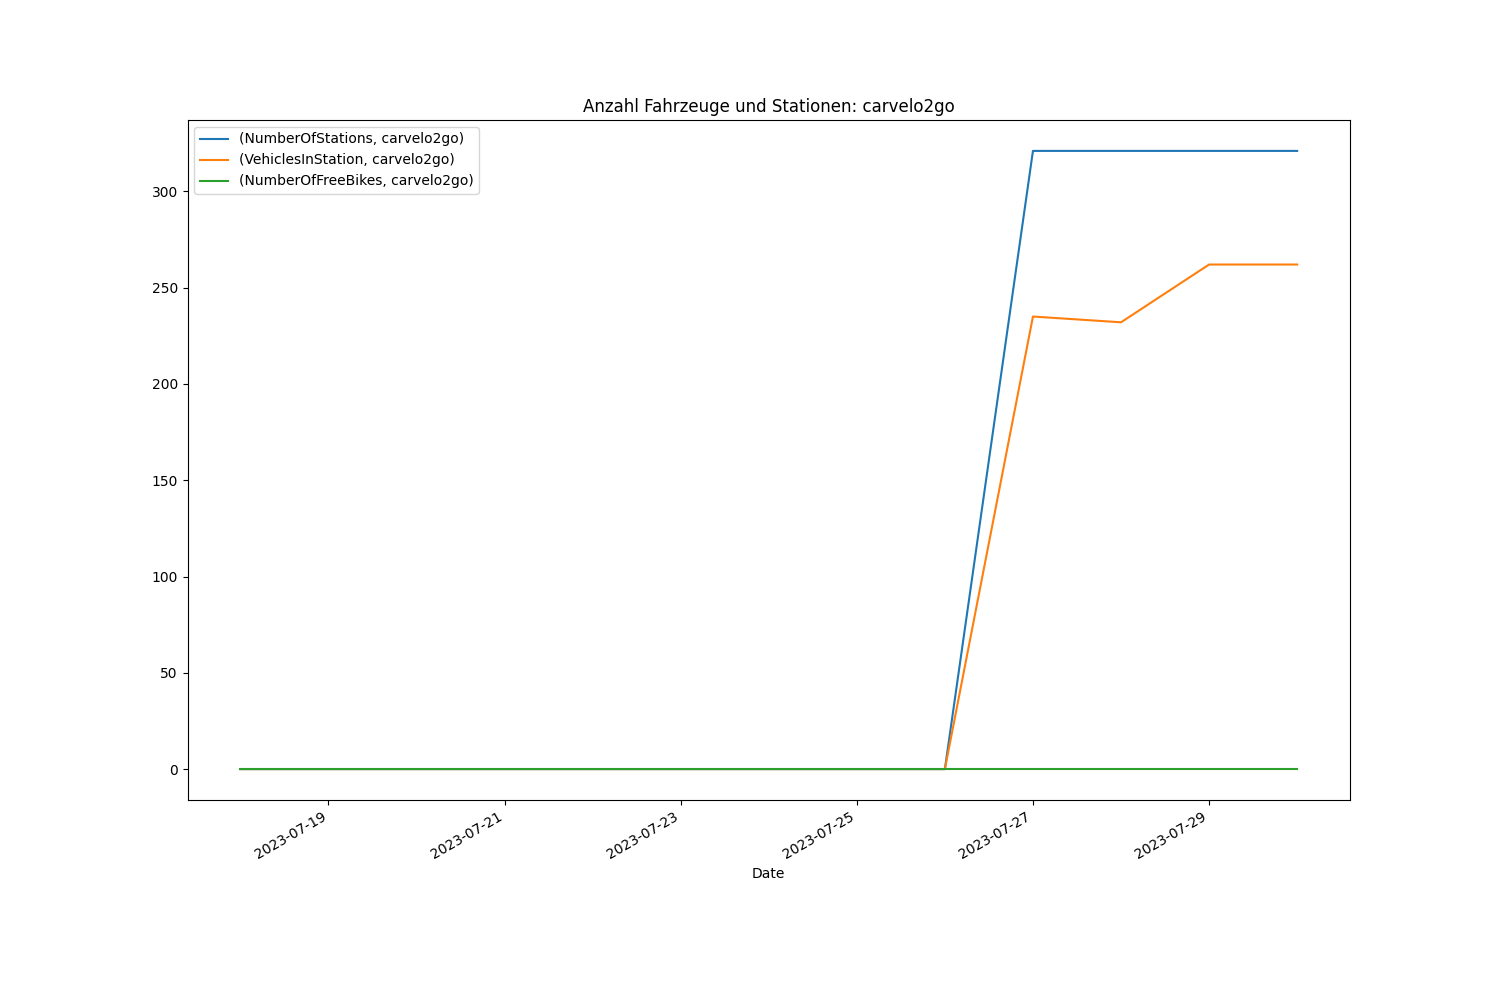 Anzahl Fahrzeuge und Stationen: carvelo2go
(NumberOfStations, carvelo2go)
(VehiclesInStation, carvelo2go)
(NumberOfFreeBikes, carvelo2go)
300
250
200
150
100
50
0
2023-07-19
2023-07-21
2023-07-23
2023-07-25
2023-07-27
2023-07-29
Date